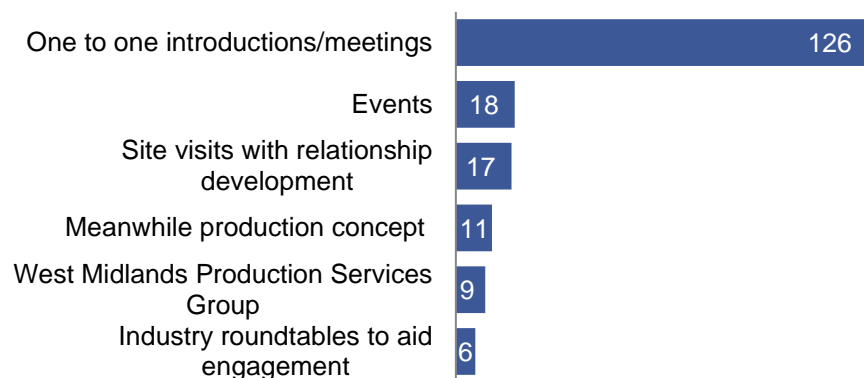 One to one introductions/meetings 126
Events 18
Site visits with relationship
development 17
Meanwhile production concept 11
West Midlands Production Services
Group 9
Industry roundtables to aid
engagement 6